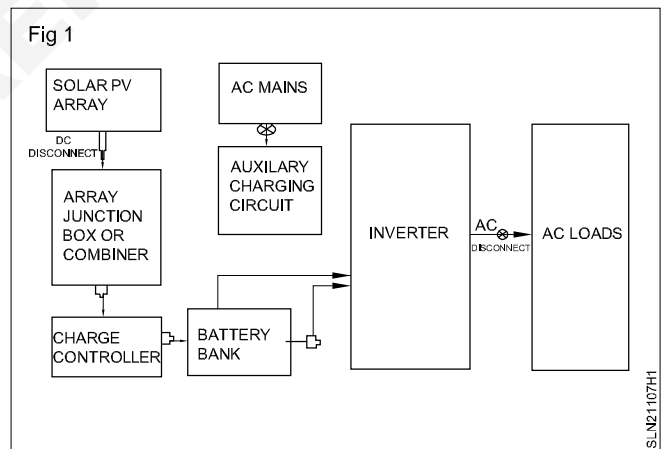 Fig 1
SOLAR PV
ARRAY
DC
DISCONNECT
ARRAY
JUNCTION
BOX OR
COMBINER
CHARGE
CONTROLLER
AC MAINS
AUXILARY
CHARGING
CIRCUIT
BATTERY
BANK
INVERTER
AC
DISCONNECT
AC LOADS
SLN21107H1